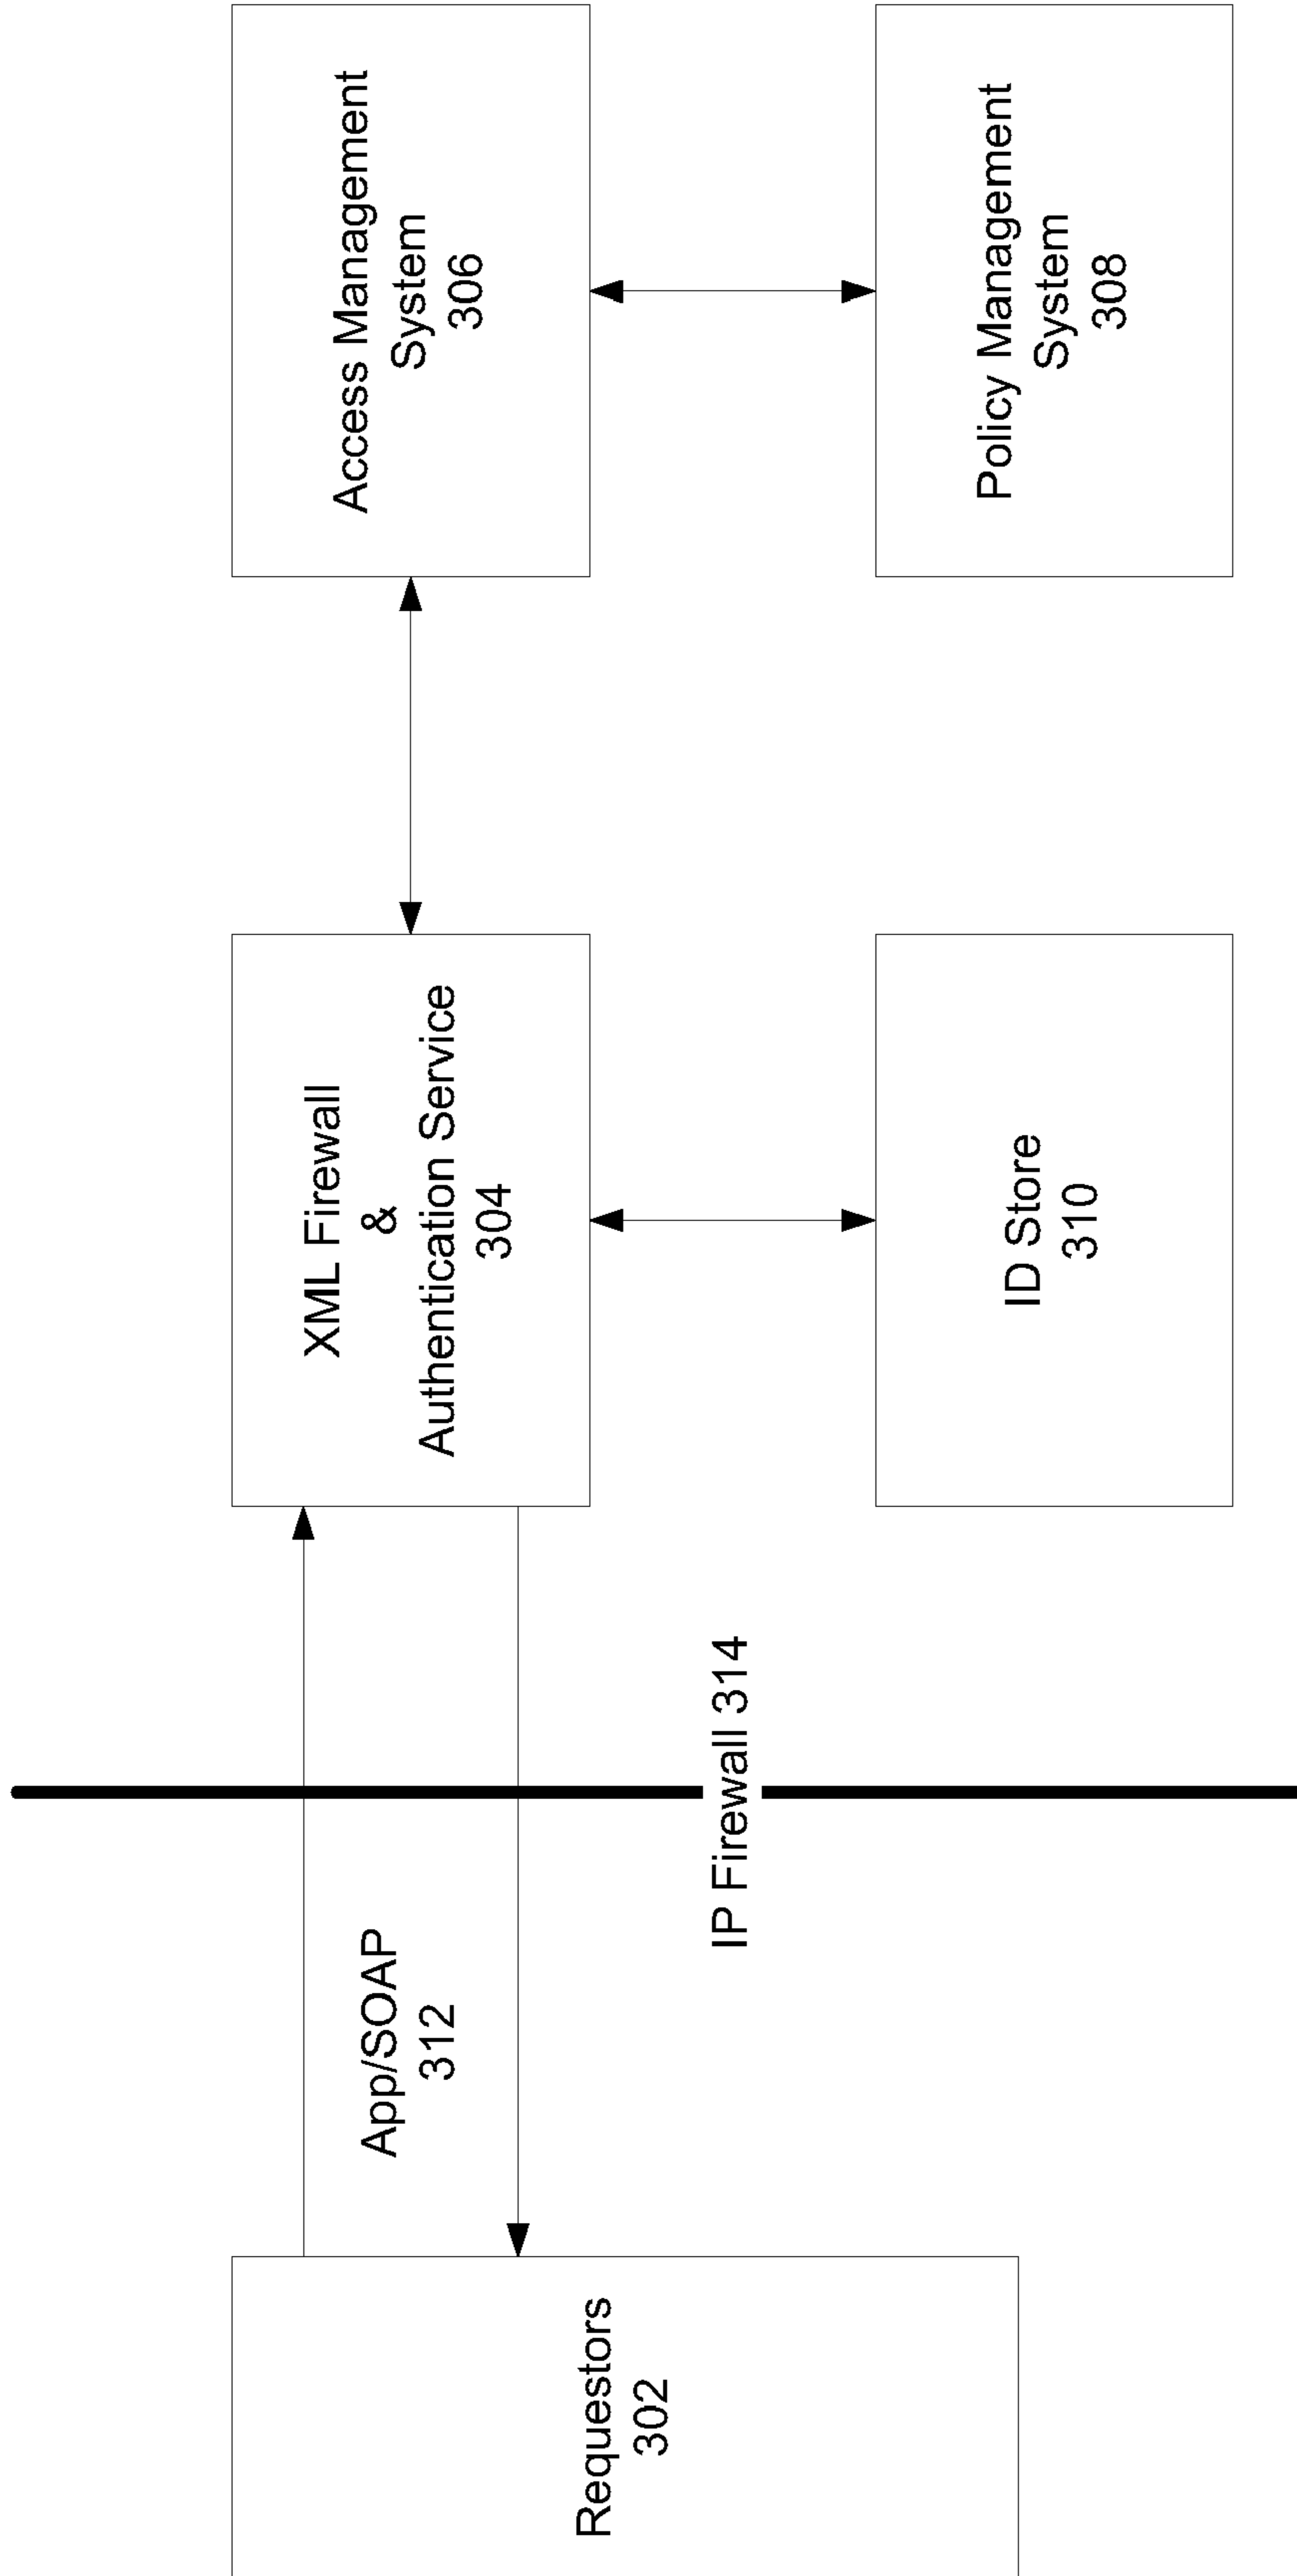 Requestors
302
App/SOAP
312
IP Firewall 314
XML Firewall
&
Authentication Service
304
ID Store
310
Access Management
System
306
Policy Management
System
308